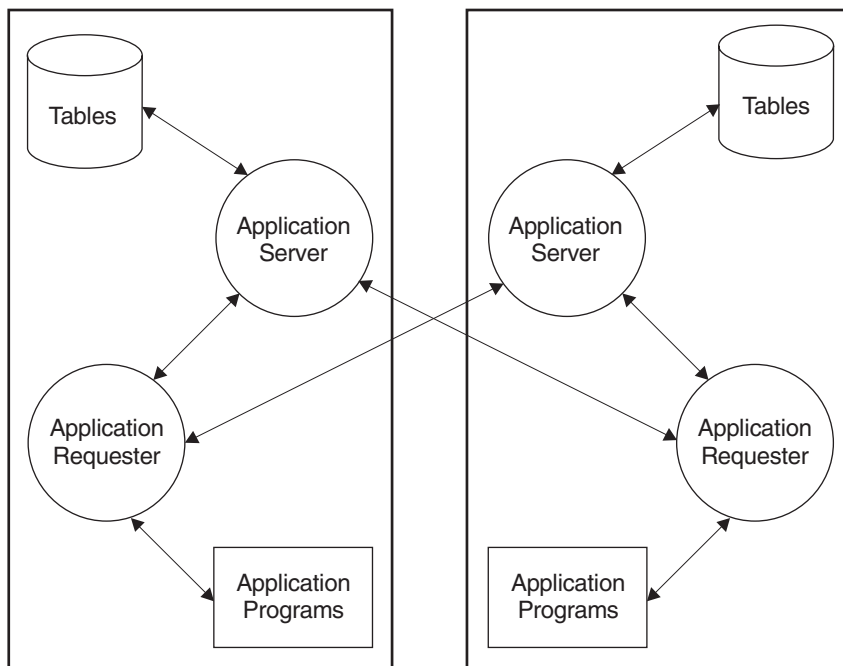 Tables
Application
Server
Application
Requester
Application
Programs
Tables
Application
Server
Application
Requester
Application
Programs